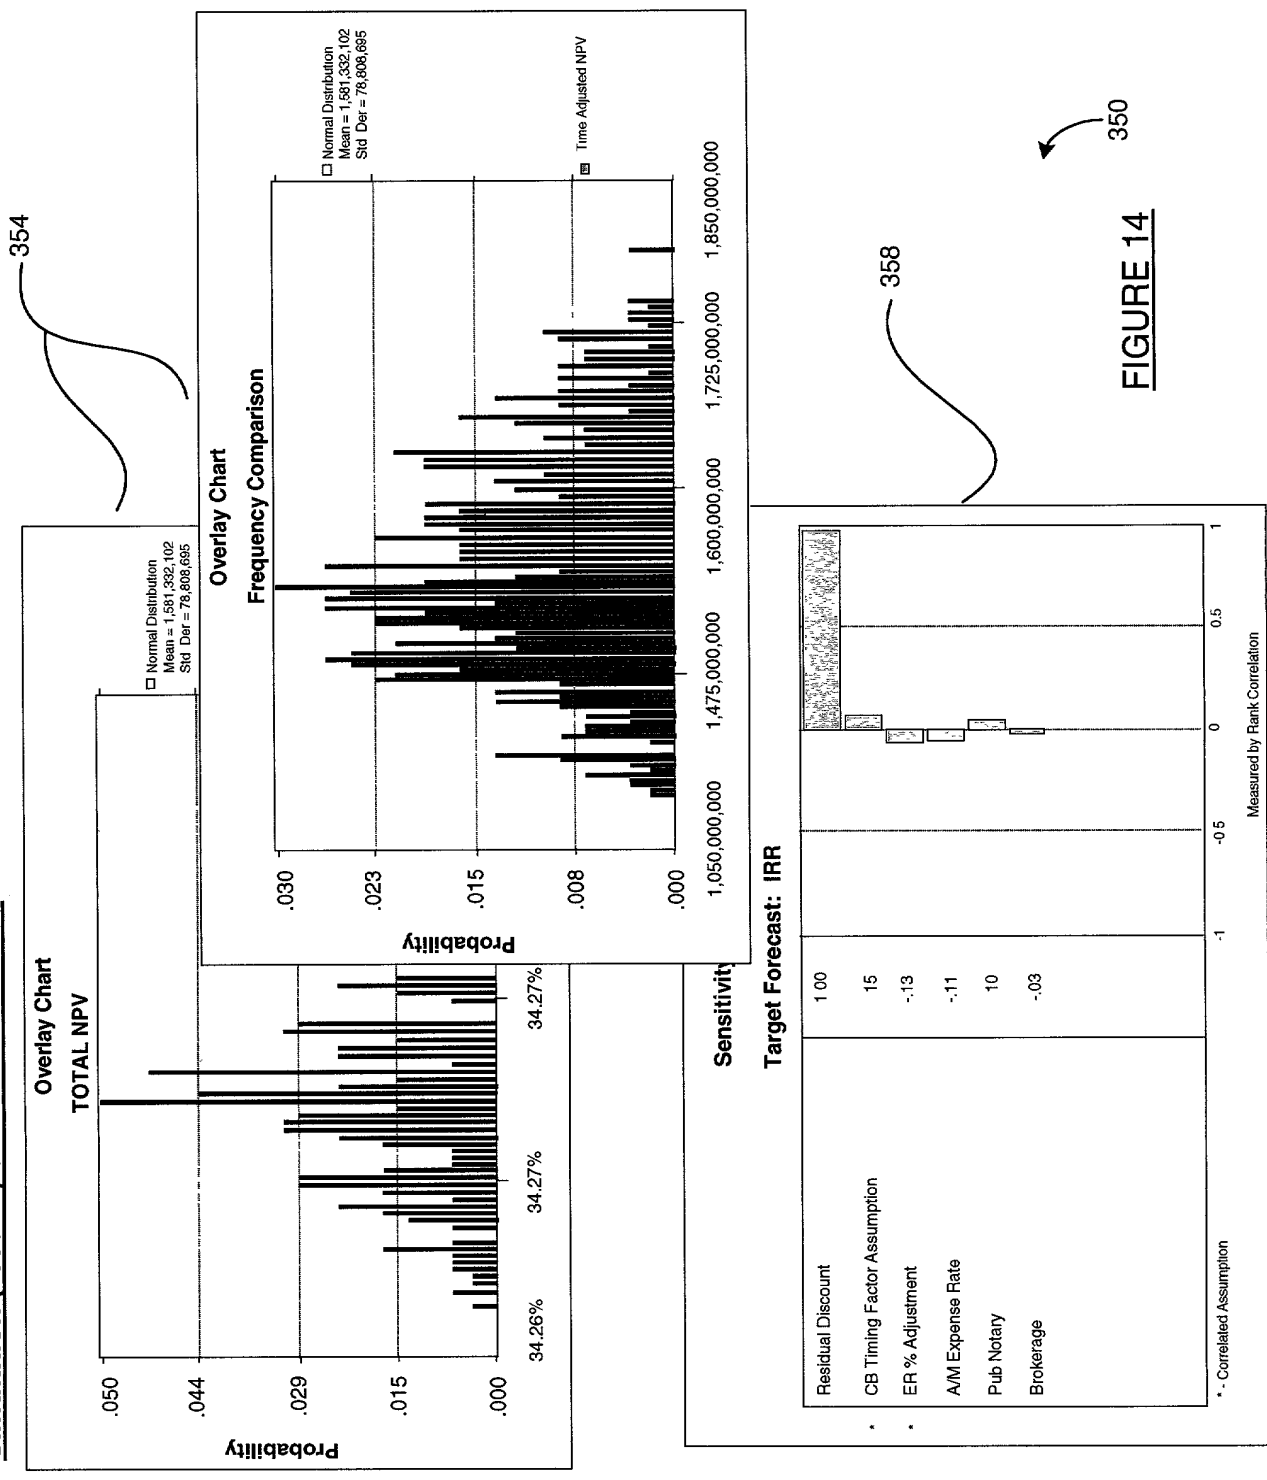 354
Overlay Chart
TOTAL NPV
Normal Distribution
Mean = 1,581,332,102
Std Der = 78,808,695
Probability
.050
.044
.029
.015
.000
34.26%
34.27%
34.27%
Overlay Chart
Frequency Comparison
Normal Distribution
Mean = 1,581,332,102
Std Der = 78,808,695
Time Adjusted NPV
Probability
.030
.023
.015
.008
.000
1,050,000,000
1,475,000,000
1,600,000,000
1,725,000,000
1,850,000,000
358
Sensitivity
Target Forecast: IRR
Residual Discount 1 00
* CB Timing Factor Assumption 15
* ER % Adjustment -.13
A/M Expense Rate -.11
Pub Notary 10
Brokerage -.03
-1 -0 5 0 0.5 1
Measured by Rank Correlation
* - Correlated Assumption
350
FIGURE 14